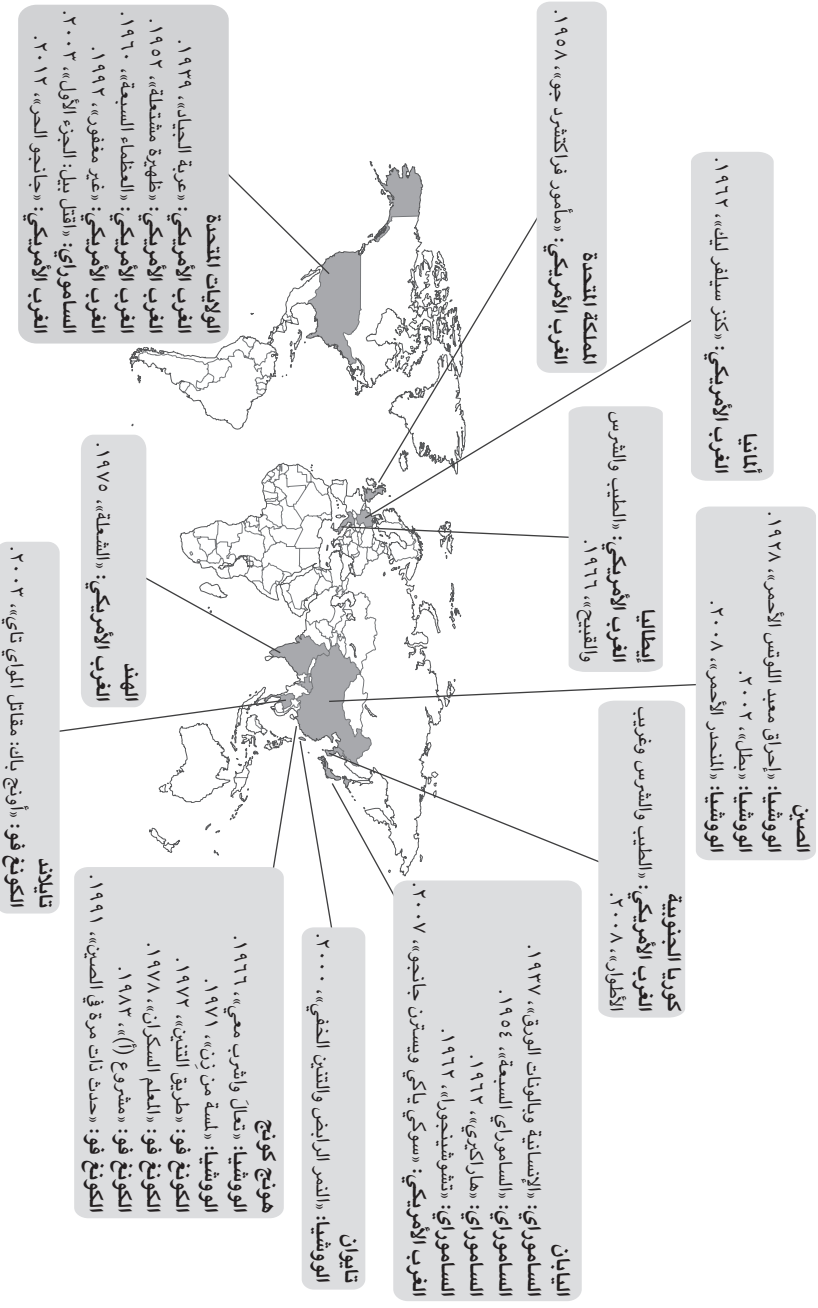 ألمانيا
الغرب الأمريكي: «كنز سيلفر ليك»، ١٩٦٢.
المملكة المتحدة
الغرب الأمريكي: «مأمور فراكتشرد جو»، ١٩٥٨.
الولايات المتحدة
الغرب الأمريكي: «عربة الجياد»، ١٩٣٩.
الغرب الأمريكي: «ظهيرة مشتعلة»، ١٩٥٢.
الغرب الأمريكي: «العظماء السبعة»، ١٩٦٠.
الغرب الأمريكي: «غير مغفور»، ١٩٩٢.
الساموراي: «اقتل بيل: الجزء الأول»، ٢٠٠٣.
الغرب الأمريكي: «جانجو الحر»، ٢٠١٢.
الصين
الووشيا: «إحراق معبد اللوتس الأحمر»، ١٩٢٨.
الووشيا: «بطل»، ٢٠٠٢.
الووشيا: «المنحدر الأحمر»، ٢٠٠٨.
إيطاليا
الغرب الأمريكي: «الطيب والشرس
والقبيح»، ١٩٦٦.
الهند
الغرب الأمريكي: «الشعلة»، ١٩٧٥.
تايلاند
الكونغ فو: «أونج باك: مقاتل المواي تاي»، ٢٠٠٣.
كوريا الجنوبية
الغرب الأمريكي: «الطيب والشرس وغريب
الأطوار»، ٢٠٠٨.
اليابان
الساموراي: «الإنسانية وبالونات الورق»، ١٩٣٧.
الساموراي: «الساموراي السبعة»، ١٩٥٤.
الساموراي: «هاراكيري»، ١٩٦٢.
الساموراي: «تشوشينجورا»، ١٩٦٢.
الغرب الأمريكي: «سوكي ياكي ويسترن جانجو»، ٢٠٠٧.
تايوان
الووشيا: «النمر الرابض والتنين الخفي»، ٢٠٠٠.
هونج كونج
الووشيا: «تعالَ واشرب معي»، ١٩٦٦.
الووشيا: «لمسة من زن»، ١٩٧١.
الكونغ فو: «طريق التنين»، ١٩٧٢.
الكونغ فو: «المعلم السكران»، ١٩٧٨.
الكونغ فو: «مشروع (أ)»، ١٩٨٣.
الكونغ فو: «حدث ذات مرة في الصين»، ١٩٩١.